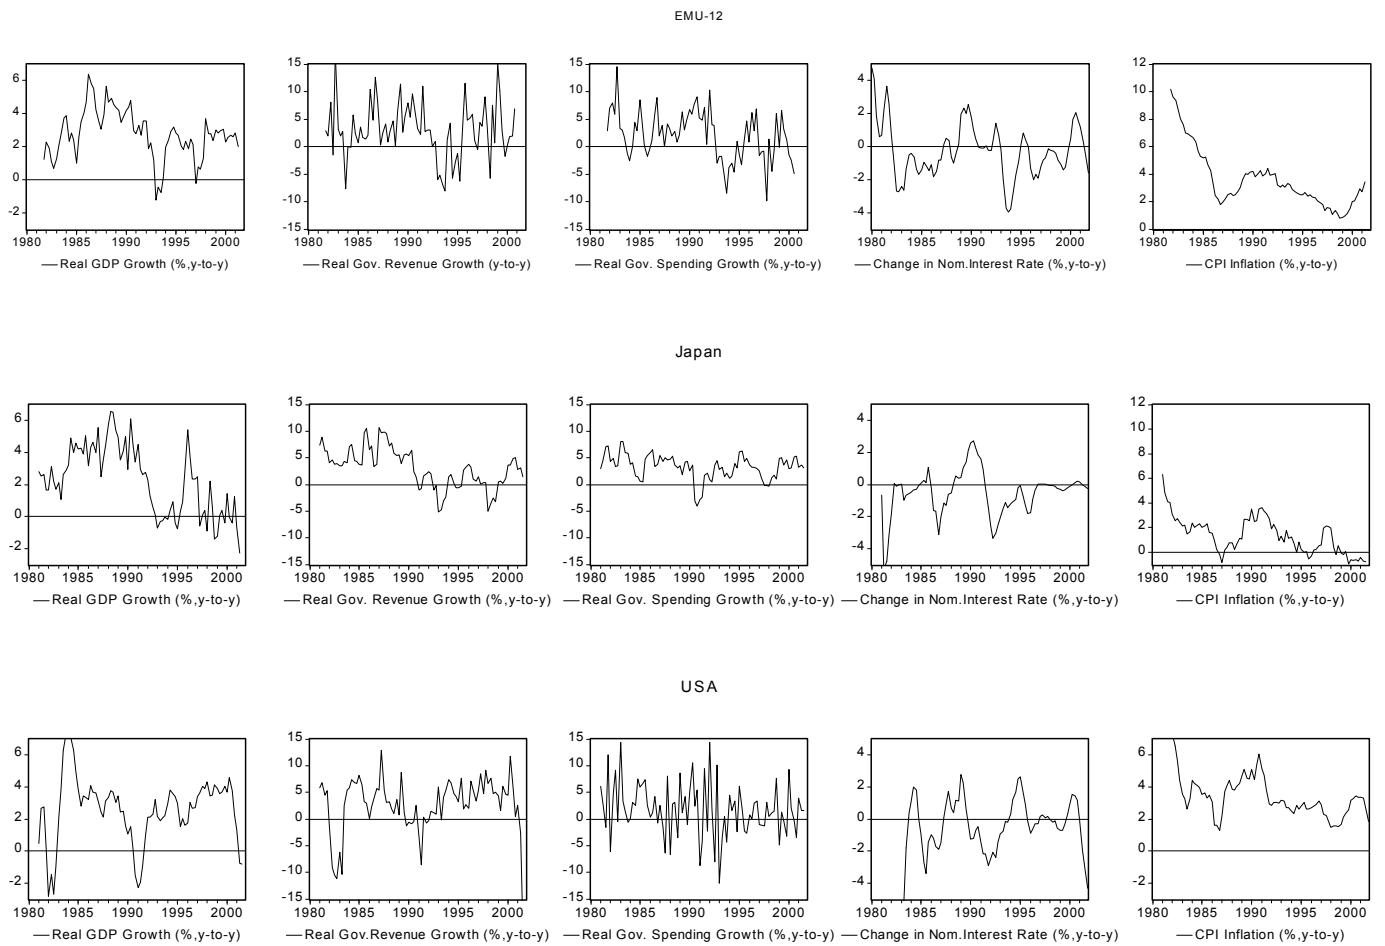 EMU-12
6
4
2
0
-2
1980 1985 1990 1995 2000
Real GDP Growth (%,y-to-y)
15
10
5
0
-5
-10
-15
1980 1985 1990 1995 2000
Real Gov. Revenue Growth (y-to-y)
15
10
5
0
-5
-10
-15
1980 1985 1990 1995 2000
Real Gov. Spending Growth (%,y-to-y)
4
2
0
-2
-4
1980 1985 1990 1995 2000
Change in Nom.Interest Rate (%,y-to-y)
12
10
8
6
4
2
0
1980 1985 1990 1995 2000
CPI Inflation (%,y-to-y)
Japan
6
4
2
0
-2
1980 1985 1990 1995 2000
Real GDP Growth (%,y-to-y)
15
10
5
0
-5
-10
-15
1980 1985 1990 1995 2000
Real Gov. Revenue Growth (%,y-to-y)
15
10
5
0
-5
-10
-15
1980 1985 1990 1995 2000
Real Gov. Spending Growth (%,y-to-y)
4
2
0
-2
-4
1980 1985 1990 1995 2000
Change in Nom.Interest Rate (%,y-to-y)
12
10
8
6
4
2
0
1980 1985 1990 1995 2000
CPI Inflation (%,y-to-y)
USA
6
4
2
0
-2
1980 1985 1990 1995 2000
Real GDP Growth (%,y-to-y)
15
10
5
0
-5
-10
-15
1980 1985 1990 1995 2000
Real Gov.Revenue Growth (%,y-to-y)
15
10
5
0
-5
-10
-15
1980 1985 1990 1995 2000
Real Gov. Spending Growth (%,y-to-y)
4
2
0
-2
-4
1980 1985 1990 1995 2000
Change in Nom.Interest Rate (%,y-to-y)
6
4
2
0
-2
1980 1985 1990 1995 2000
CPI Inflation (%,y-to-y)